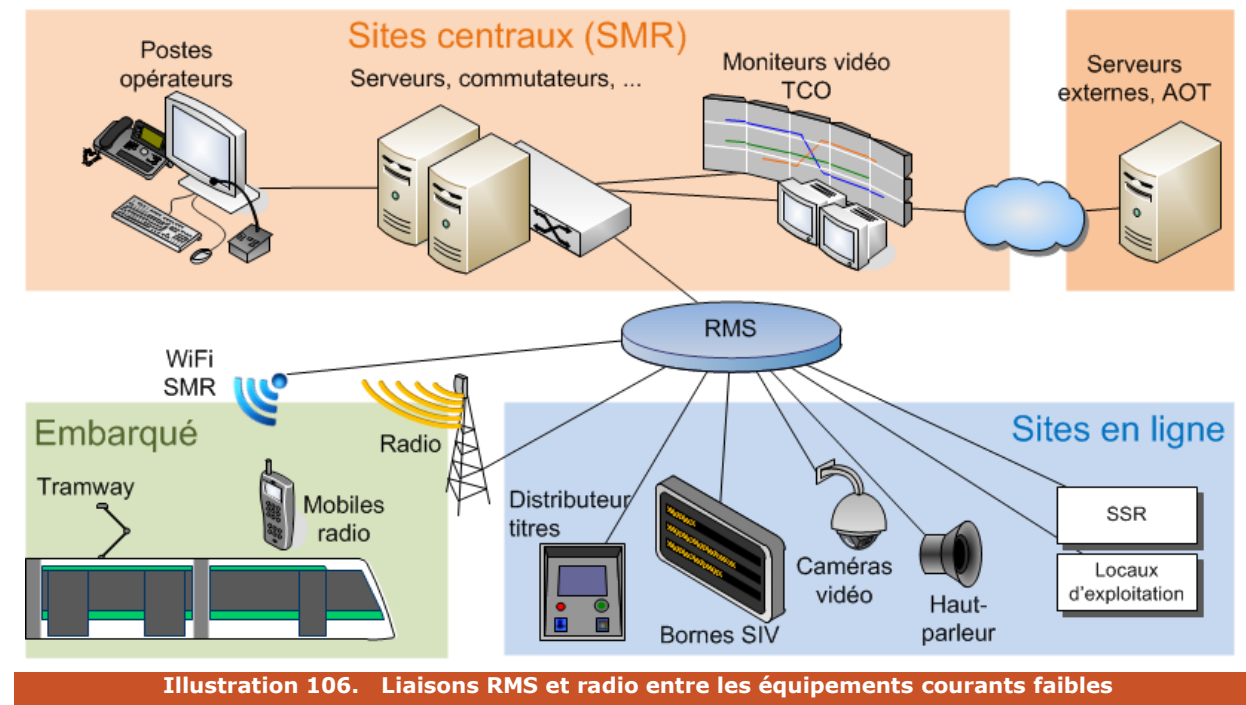 Sites centraux (SMR)
Postes
opérateurs
Serveurs, commutateurs, ...
Moniteurs vidéo
TCO
Serveurs
externes, AOT
RMS
WiFi
SMR
Radio
Embarqué
Tramway
Mobiles
radio
Sites en ligne
Distributeur
titres
Bornes SIV
Caméras
vidéo
Haut-
parleur
SSR
Locaux
d'exploitation
Illustration 106. Liaisons RMS et radio entre les équipements courants faibles